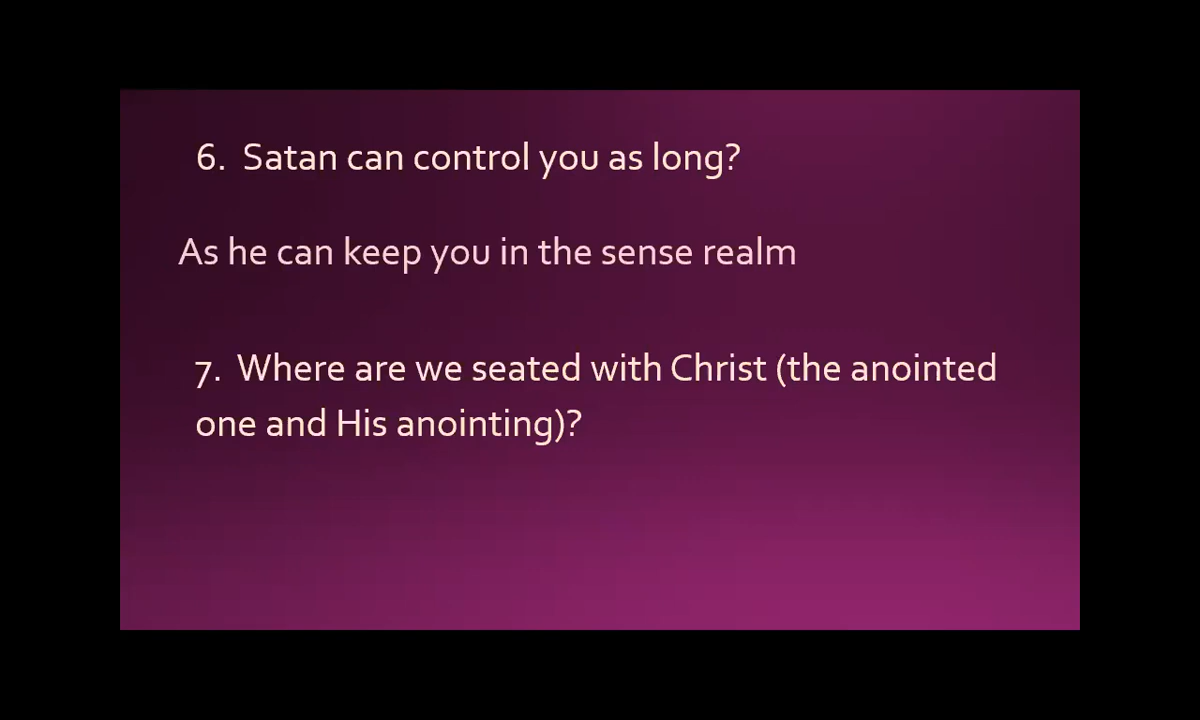 6. Satan can control you as long?
As he can keep you in the sense realm
7. Where are we seated with Christ (the anointed
one and His anointing)?